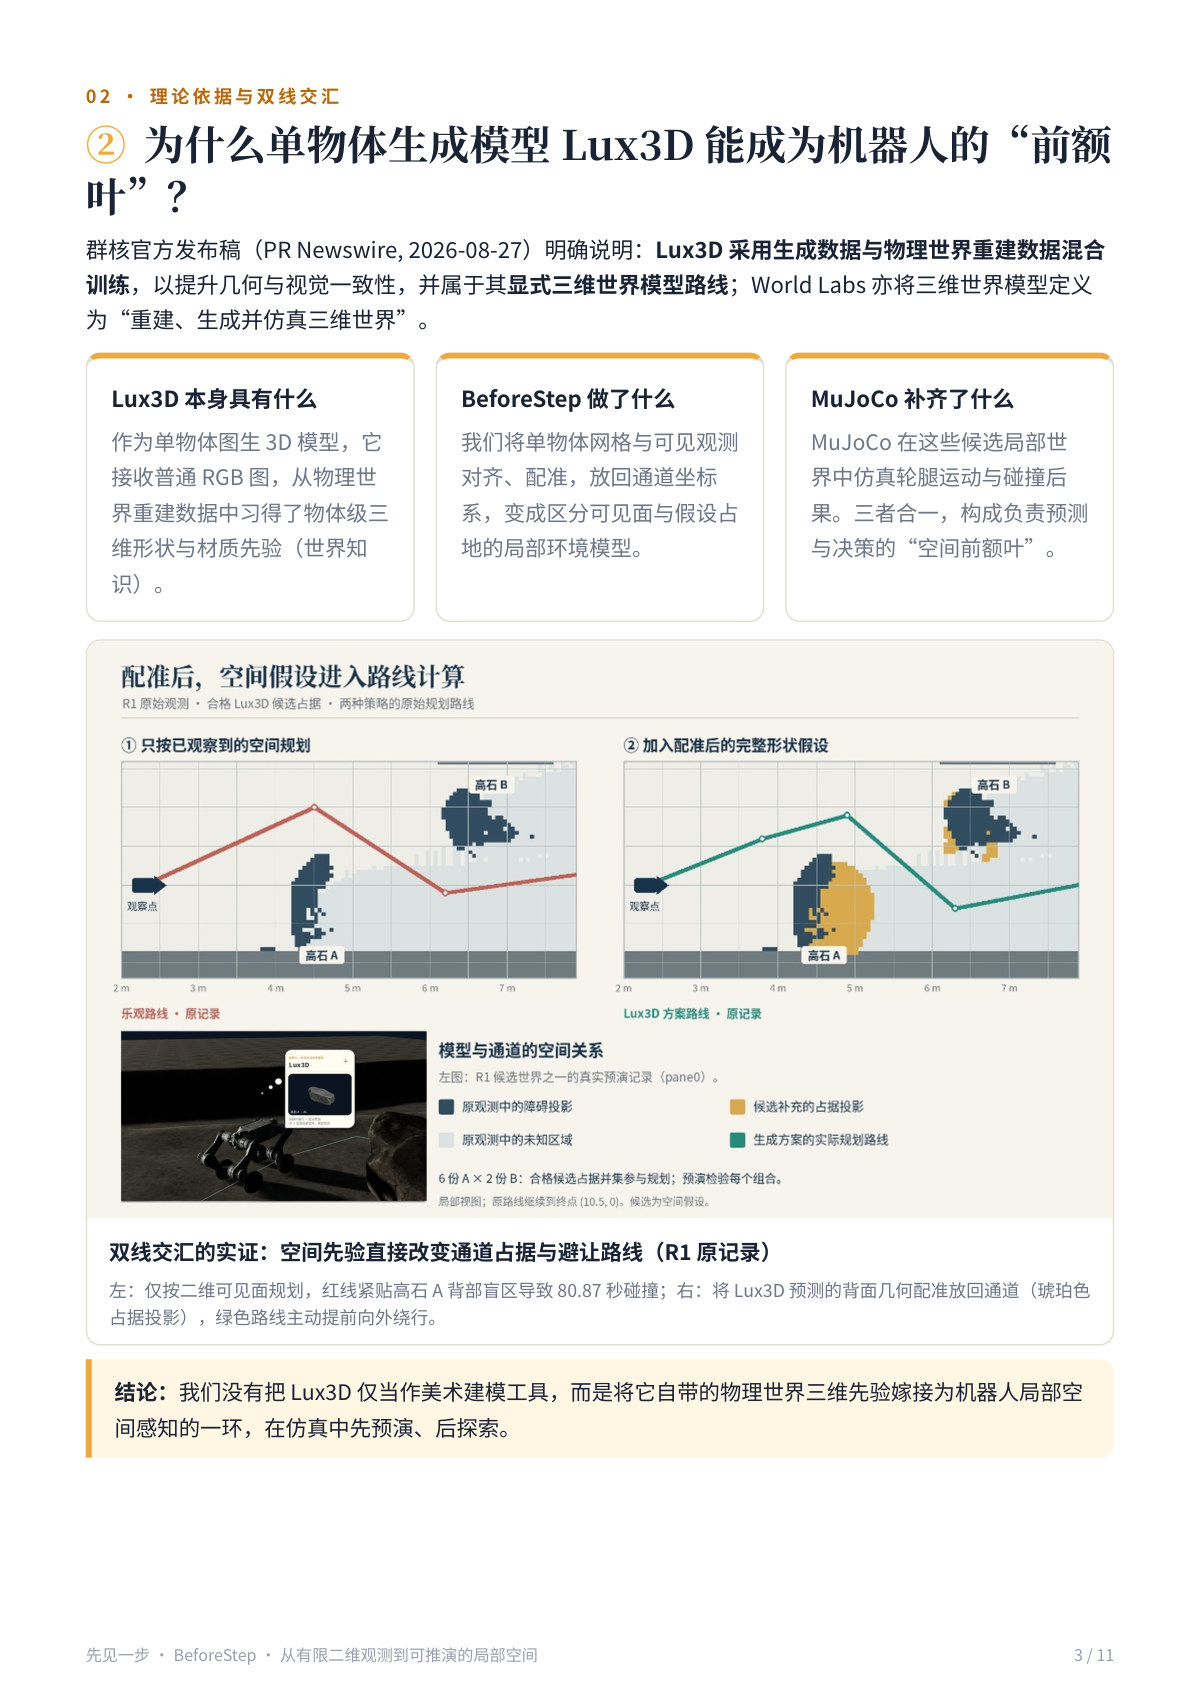 02 · 理论依据与双线交汇
② 为什么单物体生成模型 Lux3D 能成为机器人的“前额
叶”？
群核官方发布稿（PR Newswire, 2026-08-27）明确说明：Lux3D 采用生成数据与物理世界重建数据混合
训练，以提升几何与视觉一致性，并属于其显式三维世界模型路线；World Labs 亦将三维世界模型定义
为“重建、生成并仿真三维世界”。
Lux3D 本身具有什么
作为单物体图生 3D 模型，它
接收普通 RGB 图，从物理世
界重建数据中习得了物体级三
维形状与材质先验（世界知
识）。
BeforeStep 做了什么
我们将单物体网格与可见观测
对齐、配准，放回通道坐标
系，变成区分可见面与假设占
地的局部环境模型。
MuJoCo 补齐了什么
MuJoCo 在这些候选局部世
界中仿真轮腿运动与碰撞后
果。三者合一，构成负责预测
与决策的“空间前额叶”。
配准后，空间假设进入路线计算
R1 原始观测 · 合格 Lux3D 候选占据 · 两种策略的原始规划路线
① 只按已观察到的空间规划
高石 B
观察点
高石 A
2 m 3 m 4 m 5 m 6 m 7 m
乐观路线 · 原记录
② 加入配准后的完整形状假设
高石 B
观察点
高石 A
2 m 3 m 4 m 5 m 6 m 7 m
Lux3D 方案路线 · 原记录
Lux3D
模型与通道的空间关系
左图：R1 候选世界之一的真实预演记录（pane0）。
原观测中的障碍投影
候选补充的占据投影
原观测中的未知区域
生成方案的实际规划路线
6 份 A × 2 份 B：合格候选占据并集参与规划；预演检验每个组合。
局部视图；原路线继续到终点 (10.5, 0)。候选为空间假设。
双线交汇的实证：空间先验直接改变通道占据与避让路线（R1 原记录）
左：仅按二维可见面规划，红线紧贴高石 A 背部盲区导致 80.87 秒碰撞；右：将 Lux3D 预测的背面几何配准放回通道（琥珀色
占据投影），绿色路线主动提前向外绕行。
结论：我们没有把 Lux3D 仅当作美术建模工具，而是将它自带的物理世界三维先验嫁接为机器人局部空
间感知的一环，在仿真中先预演、后探索。
先见一步 · BeforeStep · 从有限二维观测到可推演的局部空间
3 / 11